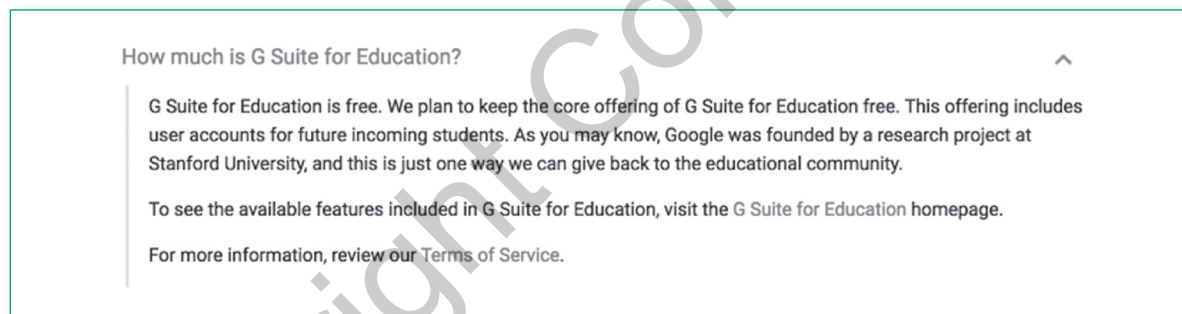 How much is G Suite for Education?
G Suite for Education is free. We plan to keep the core offering of G Suite for Education free. This offering includes
user accounts for future incoming students. As you may know, Google was founded by a research project at
Stanford University, and this is just one way we can give back to the educational community.
To see the available features included in G Suite for Education, visit the G Suite for Education homepage.
For more information, review our Terms of Service.